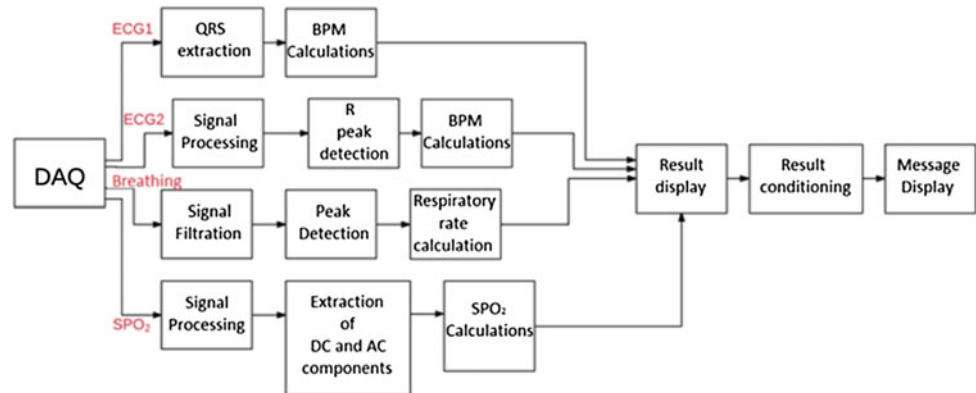 ECG1
QRS
extraction
BPM
Calculations
ECG2
Signal
Processing
R
peak
detection
BPM
Calculations
DAQ
Breathing
Signal
Filtration
Peak
Detection
Respiratory
rate
calculation
SPO₂
Signal
Processing
Extraction
of
DC and AC
components
SPO₂
Calculations
Result
display
Result
conditioning
Message
Display